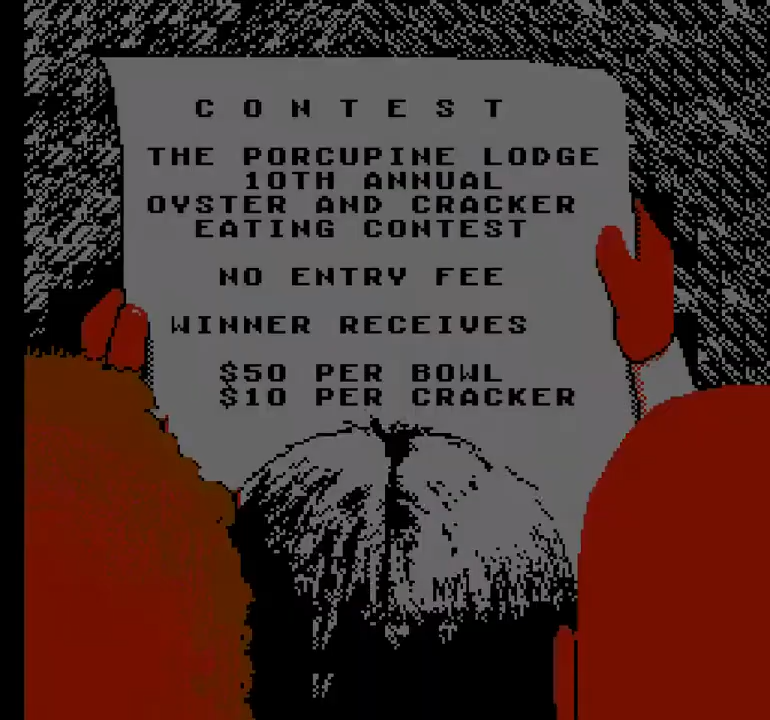 C O N T E S T
THE PORCUPINE LODGE
10TH ANNUAL
OYSTER AND CRACKER
EATING CONTEST
NO ENTRY FEE
WINNER RECEIVES
$50 PER BOWL
$10 PER CRACKER